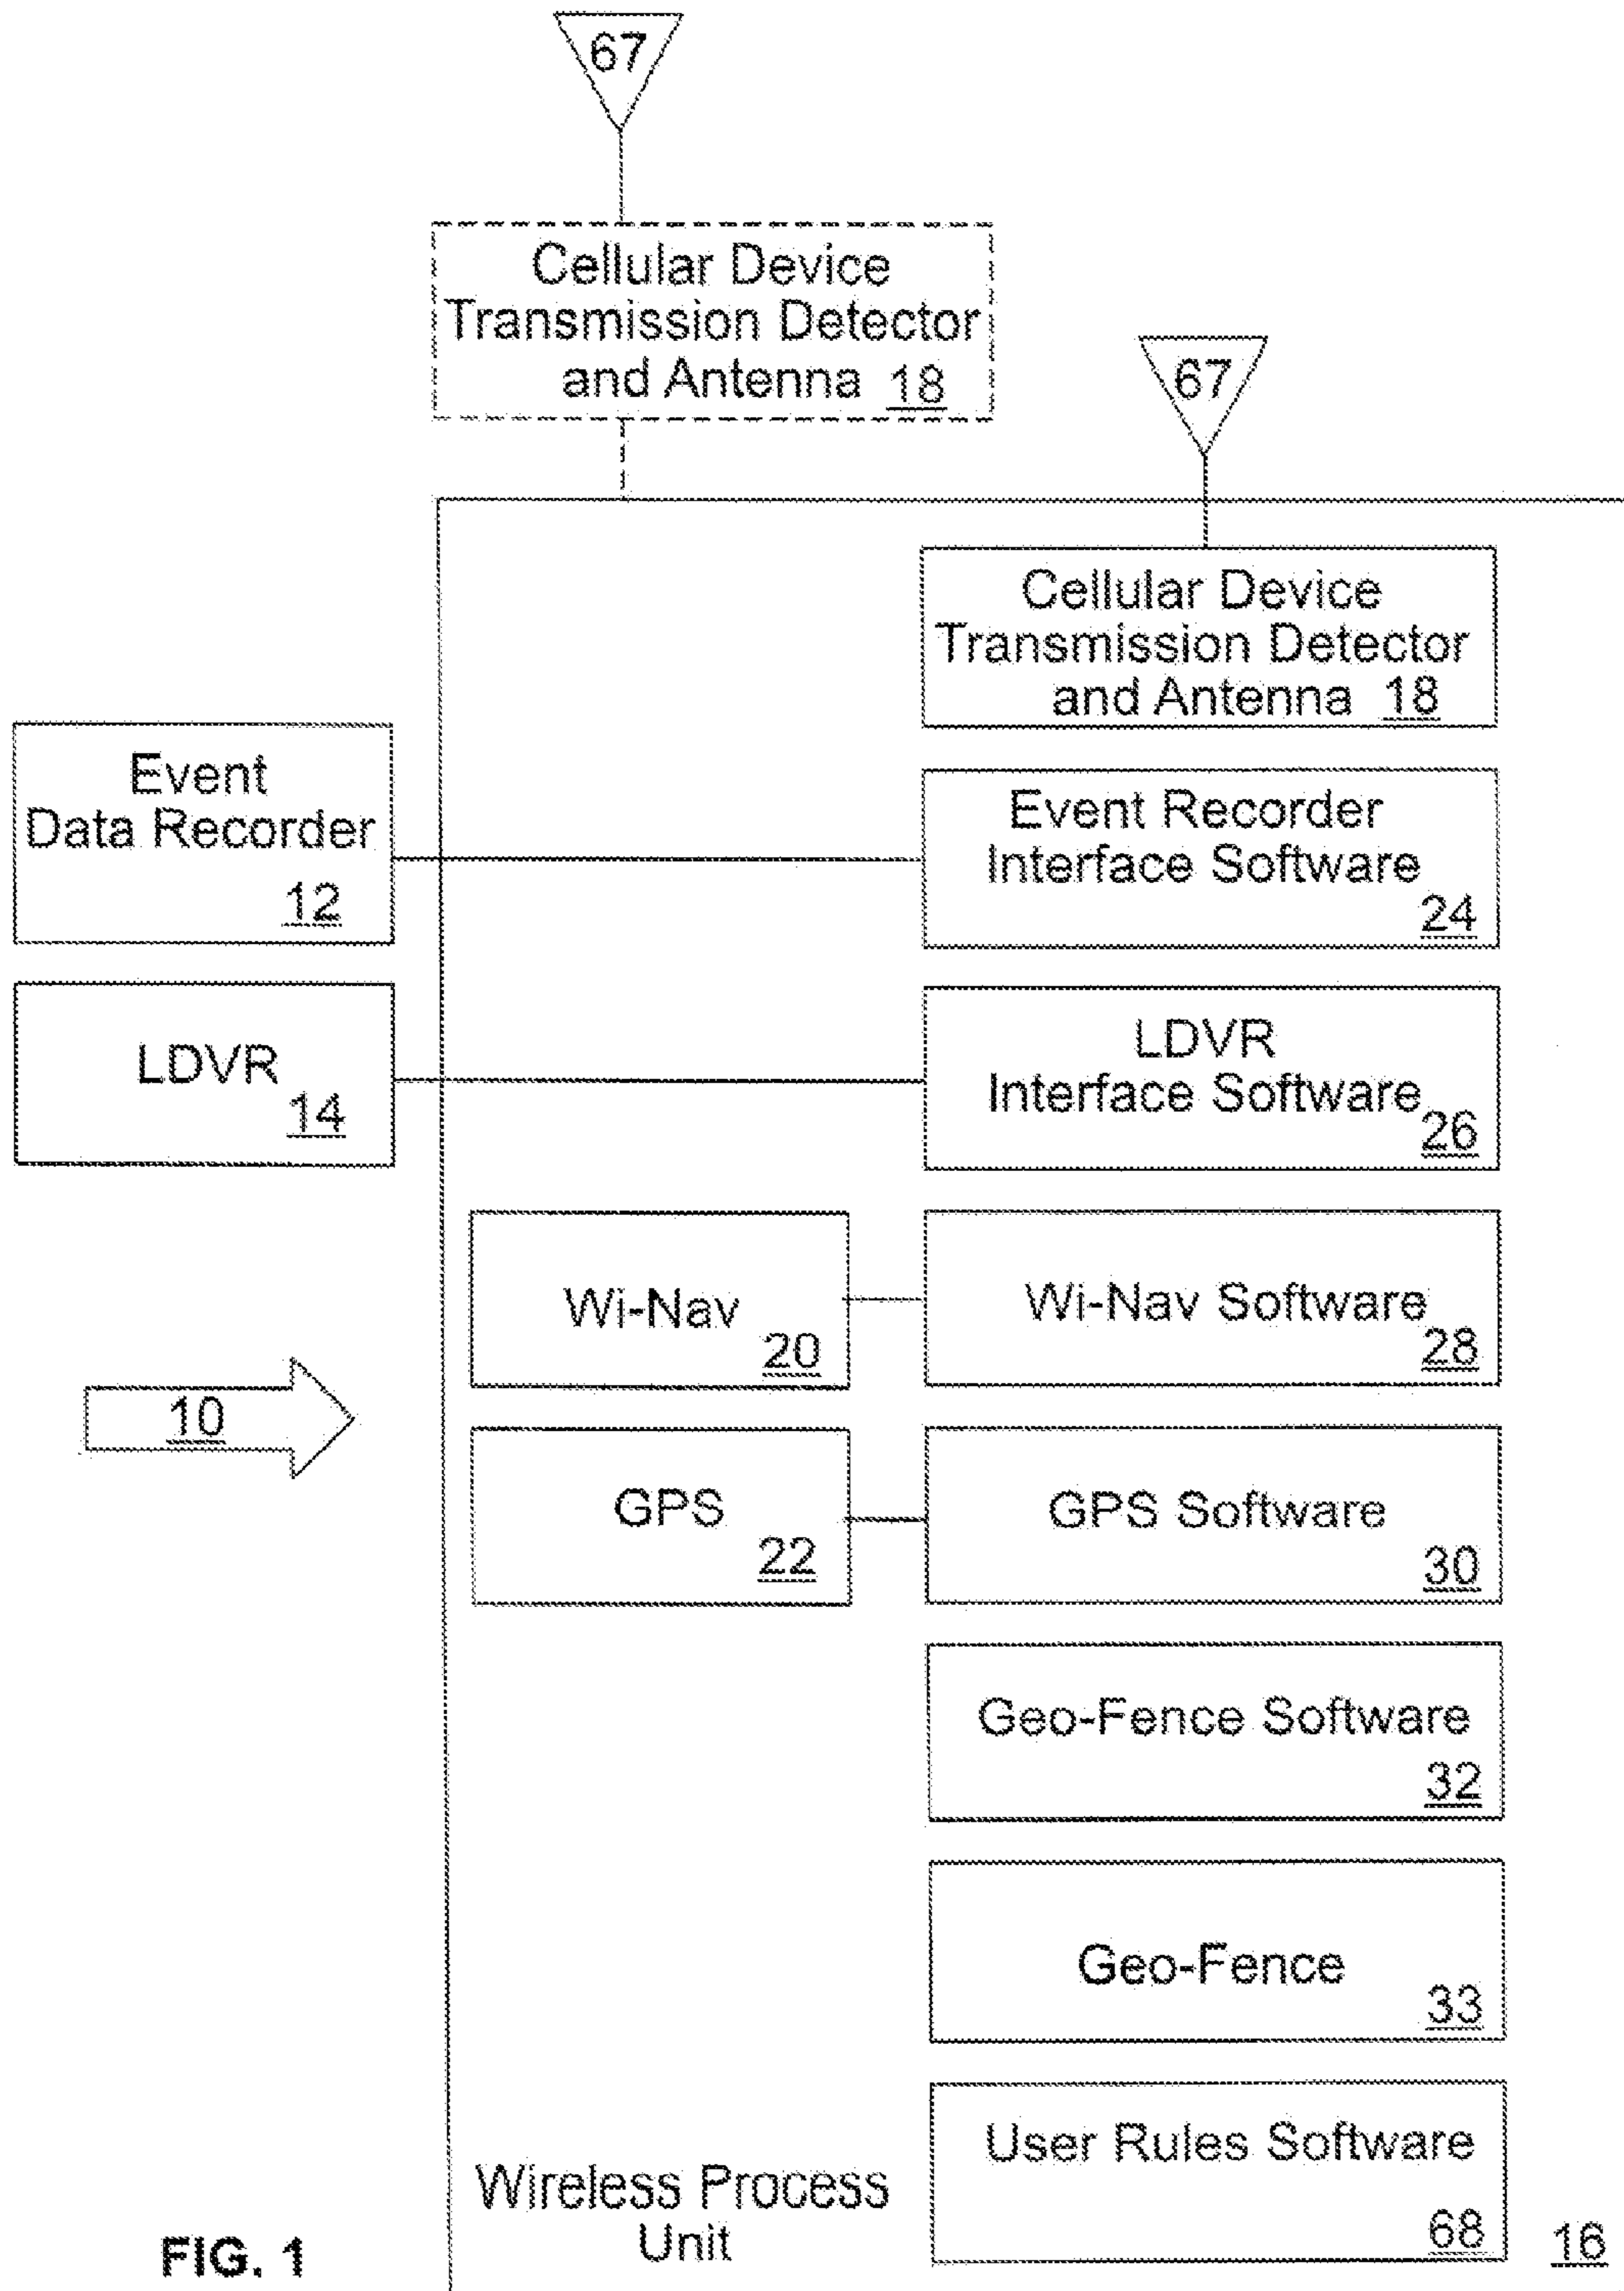 67
Cellular Device
Transmission Detector
and Antenna 18
67
Cellular Device
Transmission Detector
and Antenna 18
Event
Data Recorder
12
Event Recorder
Interface Software
24
LDVR
14
LDVR
Interface Software
26
Wi-Nav
20
Wi-Nav Software
28
10
GPS
22
GPS Software
30
Geo-Fence Software
32
Geo-Fence
33
User Rules Software
68
Wireless Process
Unit
16
FIG. 1